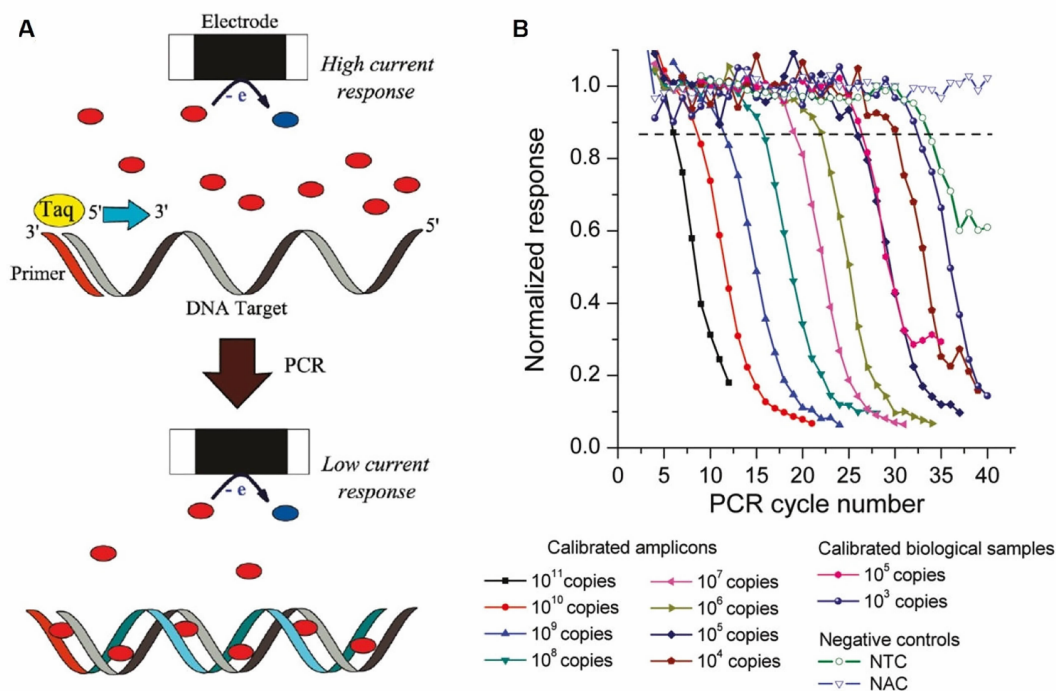 A
Electrode
High current
response
- e
Taq
5'
3'
3'
5'
Primer
DNA Target
PCR
Low current
response
- e
B
Normalized response
1.0
0.8
0.6
0.4
0.2
0.0
0 5 10 15 20 25 30 35 40
PCR cycle number
Calibrated amplicons
10¹¹ copies
10¹⁰ copies
10⁹ copies
10⁸ copies
10⁷ copies
10⁶ copies
10⁵ copies
10⁴ copies
Calibrated biological samples
10⁵ copies
10³ copies
Negative controls
NTC
NAC